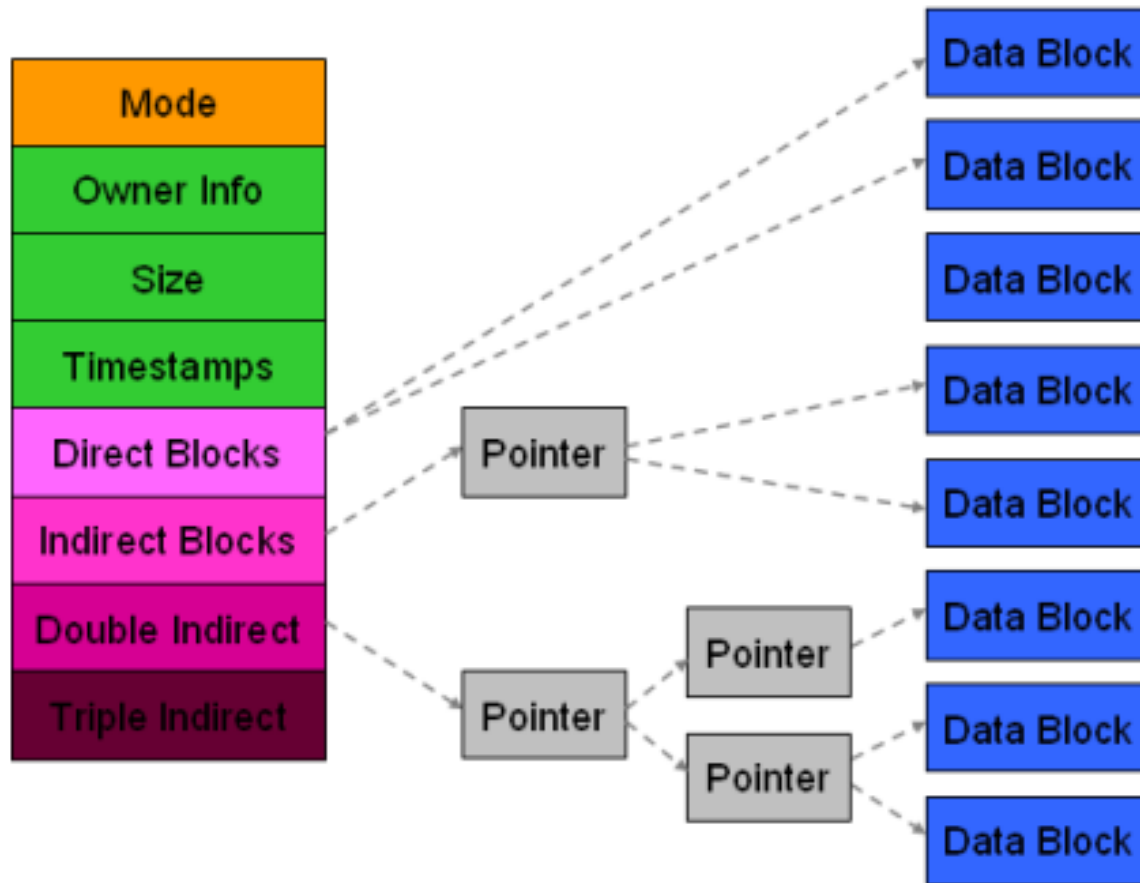 Mode
Owner Info
Size
Timestamps
Direct Blocks
Indirect Blocks
Double Indirect
Triple Indirect
Pointer
Pointer
Pointer
Pointer
Data Block
Data Block
Data Block
Data Block
Data Block
Data Block
Data Block
Data Block